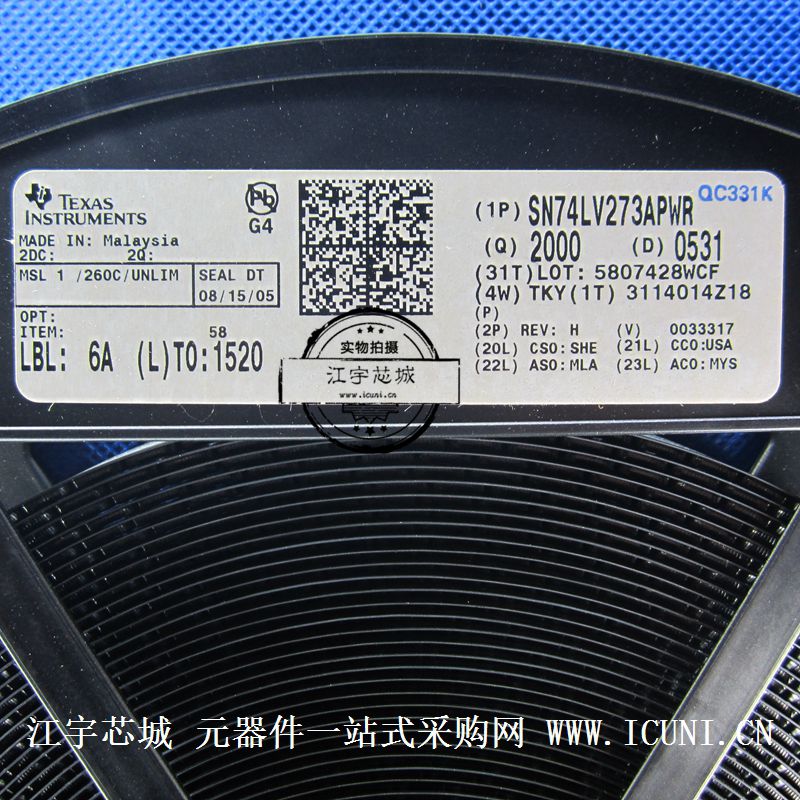 TEXAS
INSTRUMENTS
Pb
G4
MADE IN: Malaysia
2DC: 2Q:
MSL 1 /260C/UNLIM
SEAL DT
08/15/05
OPT:
ITEM: 58
LBL: 6A (L)TO:1520
QC331K
(1P) SN74LV273APWR
(Q) 2000 (D) 0531
(31T)LOT: 5807428WCF
(4W) TKY(1T) 3114014Z18
(P)
(2P) REV: H (V) 0033317
(20L) CSO:SHE (21L) CCO:USA
(22L) ASO:MLA (23L) ACO:MYS
实物拍摄
江宇芯城
www.icuni.cn
江宇芯城 元器件一站式采购网 WWW.ICUNI.CN